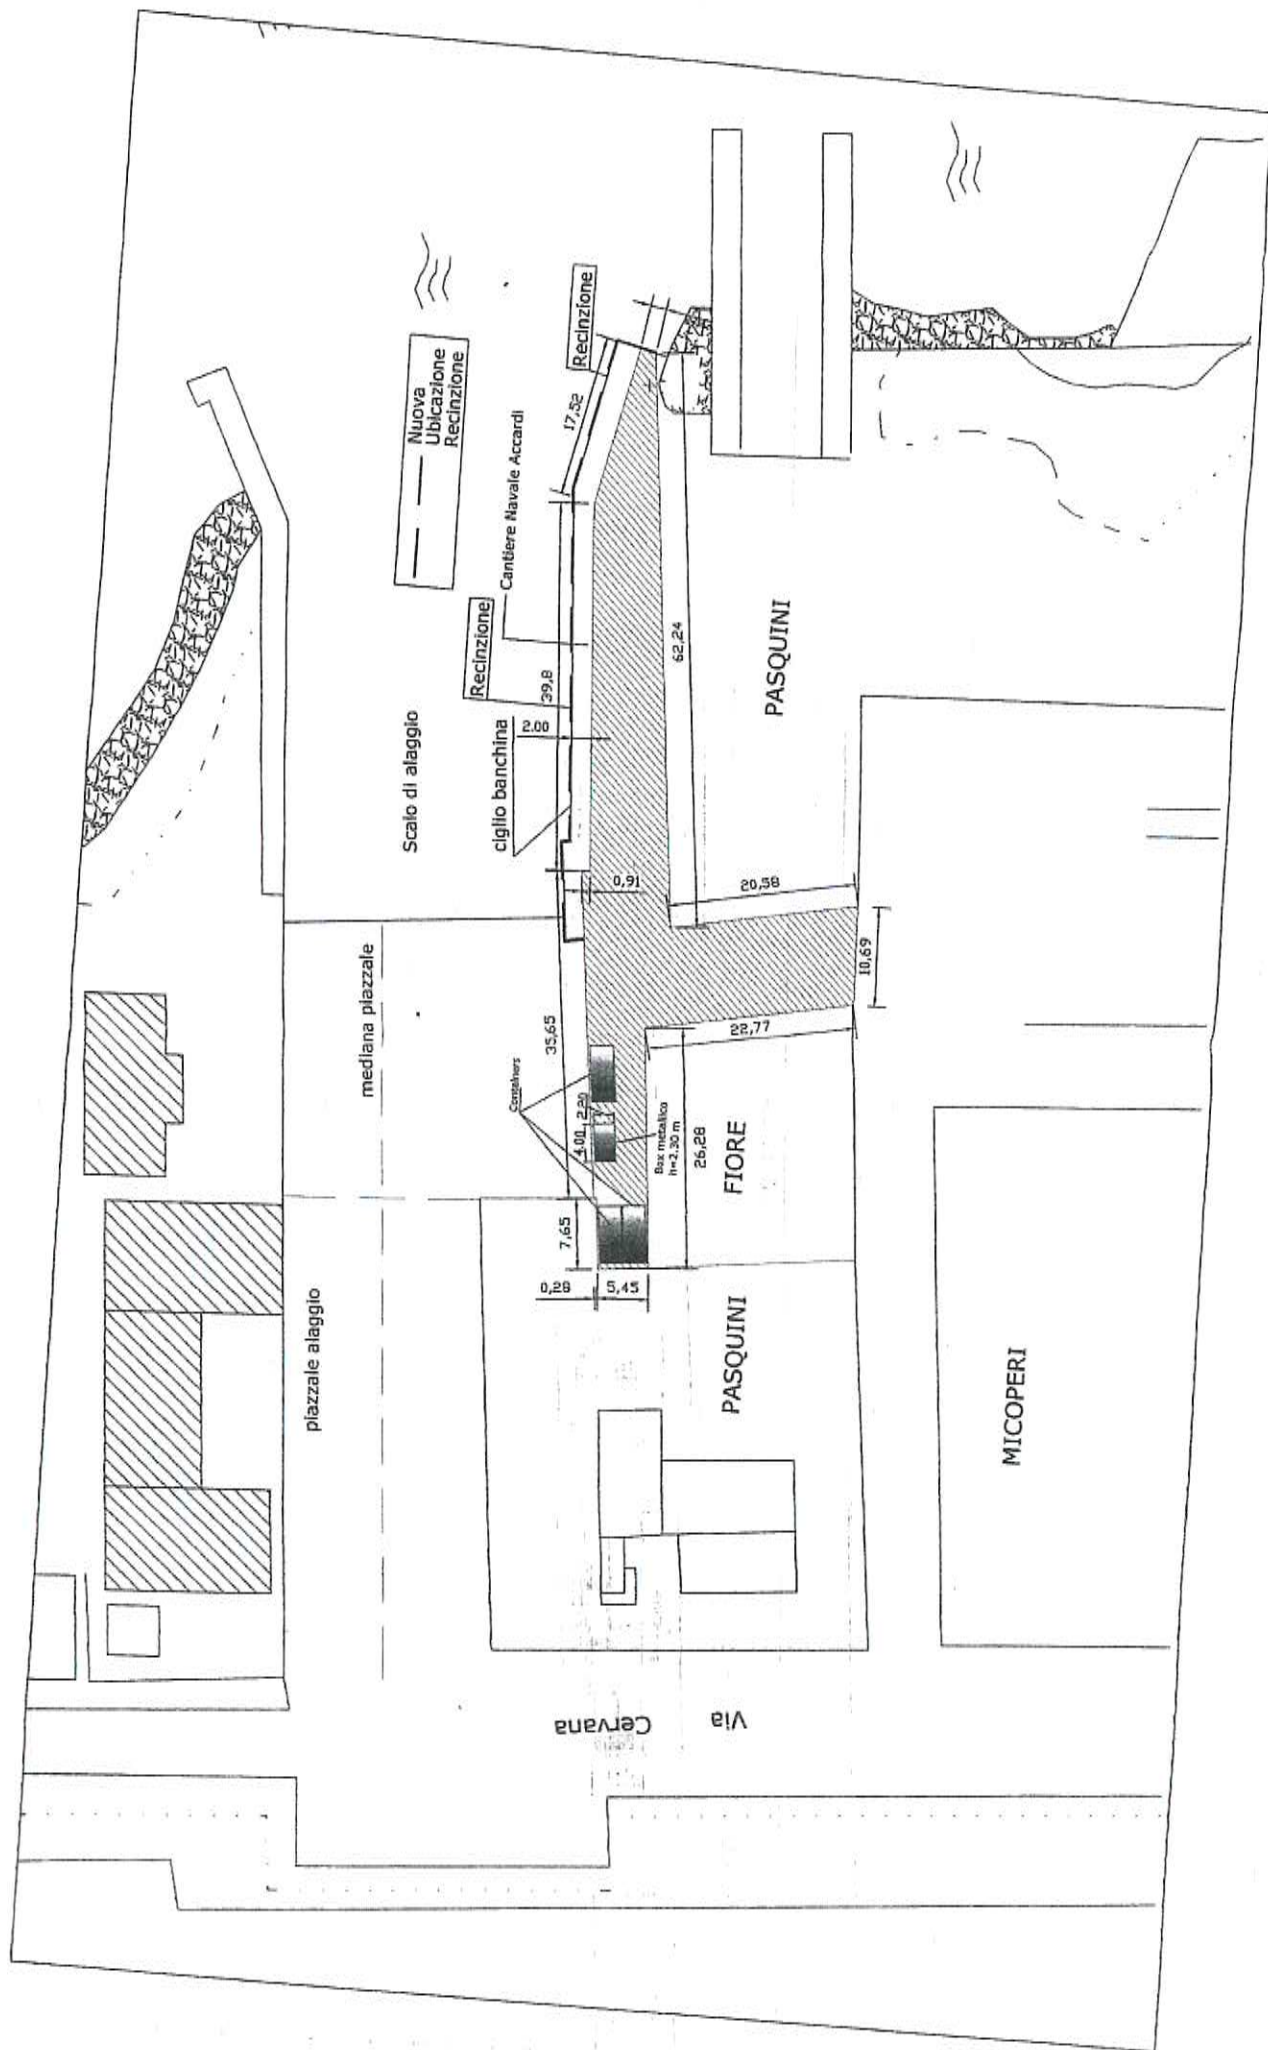 Nuova
Ubicazione
Recinzione
Recinzione
17,52
Cantiere Navale Accardi
Recinzione
39,8
2.00
Scalo di alaggio
ciglio banchina
62,24
PASQUINI
0,91
20,58
10,69
mediana piazzale
35,65
22,77
Containers
2.20
4.00
Box metallico
h=2.30 m
26,28
FIORE
7,65
0,28
5,45
piazzale alaggio
PASQUINI
MICOPERI
Via
Cervana